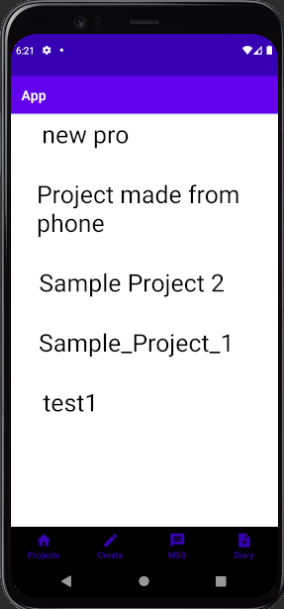 6:21
App
new pro
Project made from
phone
Sample Project 2
Sample_Project_1
test1
Projects Create MSG Diary